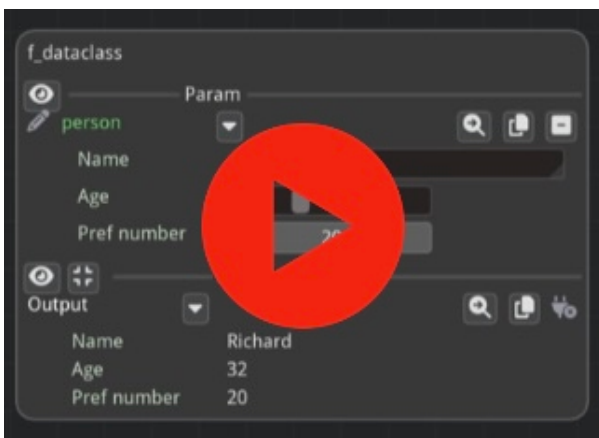 f_dataclass
Param
person
Name
Age
Pref number
Output
Name Richard
Age 32
Pref number 20